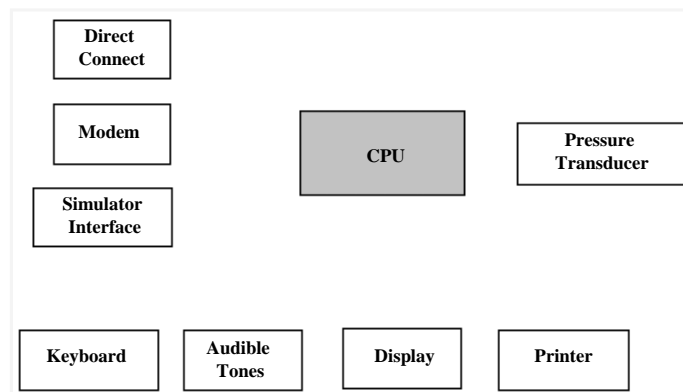 Direct
Connect
Modem
CPU
Pressure
Transducer
Simulator
Interface
Keyboard
Audible
Tones
Display
Printer